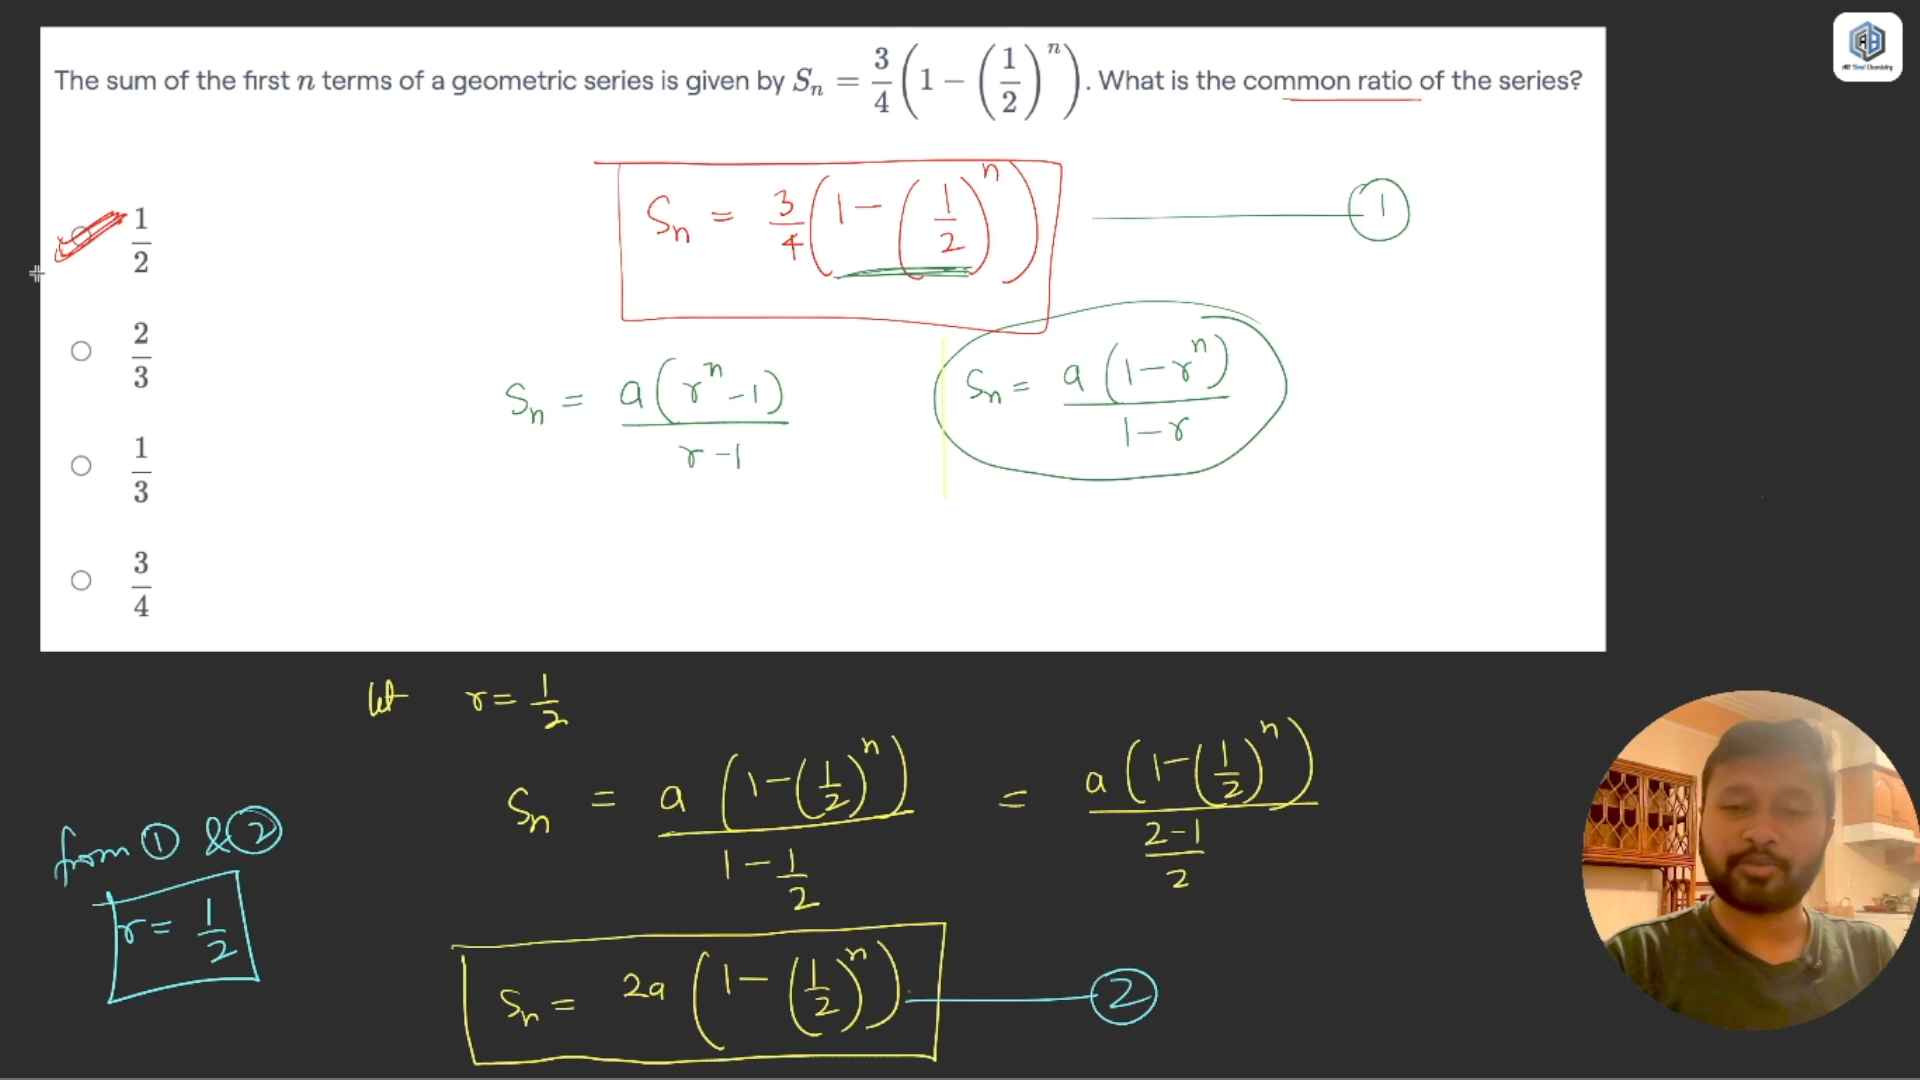 The sum of the first n terms of a geometric series is given by Sₙ = 3/4 (1 − (1/2)ⁿ). What is the common ratio of the series?
Sₙ = 3/4 (1 − (1/2)ⁿ) ① 
1/2
2/3
1/3
3/4
Sₙ = a(rⁿ − 1)/(r − 1)
Sₙ = a(1 − rⁿ)/(1 − r)
let r = 1/2
Sₙ = a(1 − (1/2)ⁿ)/(1 − 1/2) = a(1 − (1/2)ⁿ)/((2 − 1)/2)
Sₙ = 2a(1 − (1/2)ⁿ) ②
from ① & ②
r = 1/2